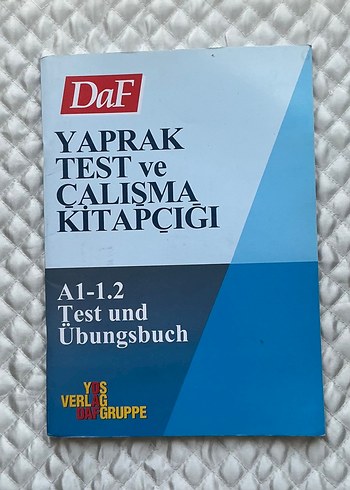 DaF
YAPRAK
TEST ve
ÇALIŞMA
KİTAPÇIĞI
A1-1.2
Test und
Übungsbuch
YDS
VERLAG
DAFGRUPPE